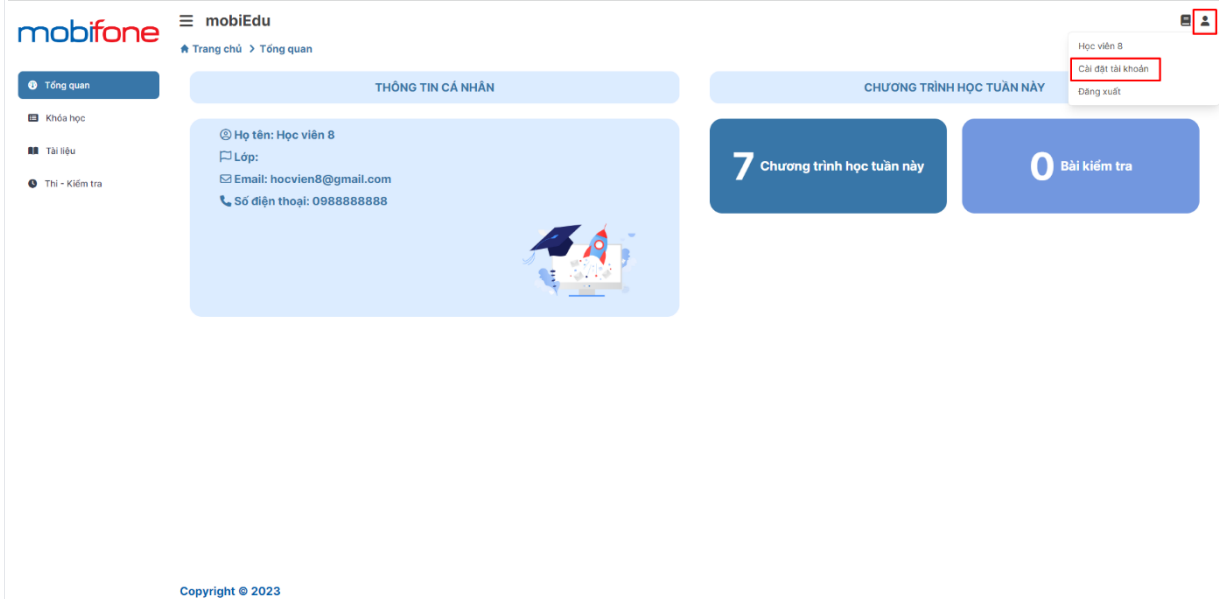 mobifone
mobiEdu
Trang chủ > Tổng quan
Học viên 8
Cài đặt tài khoản
Đăng xuất
Tổng quan
Khóa học
Tài liệu
Thi - Kiểm tra
THÔNG TIN CÁ NHÂN
CHƯƠNG TRÌNH HỌC TUẦN NÀY
Họ tên: Học viên 8
Lớp:
Email: hocvien8@gmail.com
Số điện thoại: 0988888888
7 Chương trình học tuần này
0 Bài kiểm tra
Copyright © 2023